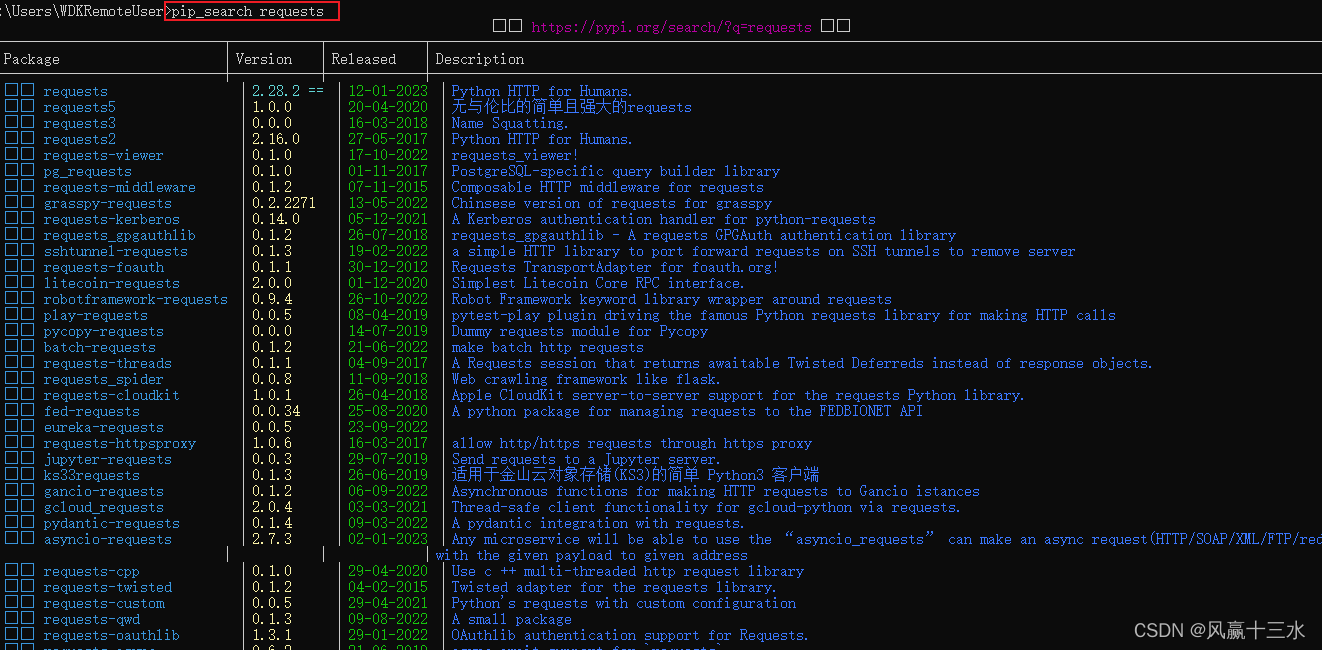 :\Users\WDKRemoteUser>pip_search requests
https://pypi.org/search/?q=requests
Package Version Released Description
requests 2.28.2 == 12-01-2023 Python HTTP for Humans.
requests5 1.0.0 20-04-2020 无与伦比的简单且强大的requests
requests3 0.0.0 16-03-2018 Name Squatting.
requests2 2.16.0 27-05-2017 Python HTTP for Humans.
requests-viewer 0.1.0 17-10-2022 requests_viewer!
pg_requests 0.1.0 01-11-2017 PostgreSQL-specific query builder library
requests-middleware 0.1.2 07-11-2015 Composable HTTP middleware for requests
grasspy-requests 0.2.2271 13-05-2022 Chinsese version of requests for grasspy
requests-kerberos 0.14.0 05-12-2021 A Kerberos authentication handler for python-requests
requests_gpgauthlib 0.1.2 26-07-2018 requests_gpgauthlib - A requests GPGAuth authentication library
sshtunnel-requests 0.1.3 19-02-2022 a simple HTTP library to port forward requests on SSH tunnels to remove server
requests-foauth 0.1.1 30-12-2012 Requests TransportAdapter for foauth.org!
litecoin-requests 2.0.0 01-12-2020 Simplest Litecoin Core RPC interface.
robotframework-requests 0.9.4 26-10-2022 Robot Framework keyword library wrapper around requests
play-requests 0.0.5 08-04-2019 pytest-play plugin driving the famous Python requests library for making HTTP calls
pycopy-requests 0.0.0 14-07-2019 Dummy requests module for Pycopy
batch-requests 0.1.2 21-06-2022 make batch http requests
requests-threads 0.1.1 04-09-2017 A Requests session that returns awaitable Twisted Deferreds instead of response objects.
requests_spider 0.0.8 11-09-2018 Web crawling framework like flask.
requests-cloudkit 1.0.1 26-04-2018 Apple CloudKit server-to-server support for the requests Python library.
fed-requests 0.0.34 25-08-2020 A python package for managing requests to the FEDBIONET API
eureka-requests 0.0.5 23-09-2022
requests-httpsproxy 1.0.6 16-03-2017 allow http/https requests through https proxy
jupyter-requests 0.0.3 29-07-2019 Send requests to a Jupyter server.
ks33requests 0.1.3 26-06-2019 适用于金山云对象存储(KS3)的简单 Python3 客户端
gancio-requests 0.1.2 06-09-2022 Asynchronous functions for making HTTP requests to Gancio istances
gcloud_requests 2.0.4 03-03-2021 Thread-safe client functionality for gcloud-python via requests.
pydantic-requests 0.1.4 09-03-2022 A pydantic integration with requests.
asyncio-requests 2.7.3 02-01-2023 Any microservice will be able to use the “asyncio_requests” can make an async request(HTTP/SOAP/XML/FTP/red
with the given payload to given address
requests-cpp 0.1.0 29-04-2020 Use c ++ multi-threaded http request library
requests-twisted 0.1.2 04-02-2015 Twisted adapter for the requests library.
requests-custom 0.0.5 29-04-2021 Python's requests with custom configuration
requests-qwd 0.1.3 09-08-2022 A small package
requests-oauthlib 1.3.1 29-01-2022 OAuthlib authentication support for Requests.
CSDN @风赢十三水